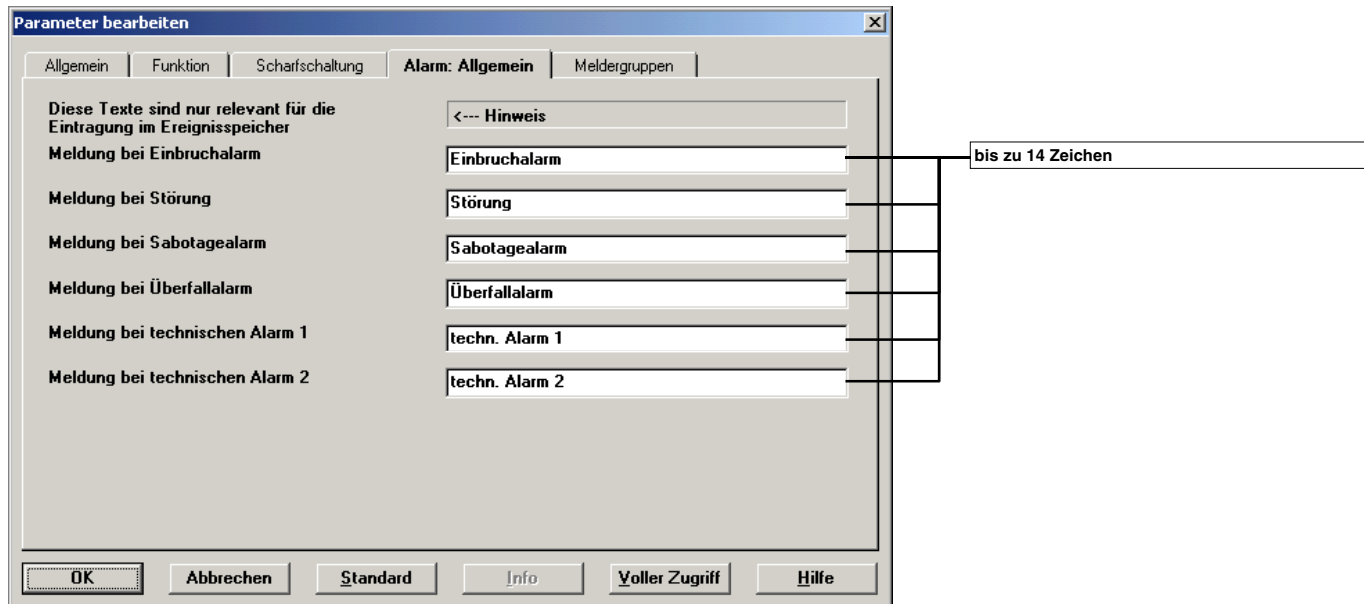 Parameter bearbeiten
Allgemein Funktion Scharfschaltung Alarm: Allgemein Meldergruppen
Diese Texte sind nur relevant für die
Eintragung im Ereignisspeicher
<--- Hinweis
Meldung bei Einbruchalarm
Einbruchalarm
bis zu 14 Zeichen
Meldung bei Störung
Störung
Meldung bei Sabotagealarm
Sabotagealarm
Meldung bei Überfallalarm
Überfallalarm
Meldung bei technischen Alarm 1
techn. Alarm 1
Meldung bei technischen Alarm 2
techn. Alarm 2
OK Abbrechen Standard Info Voller Zugriff Hilfe